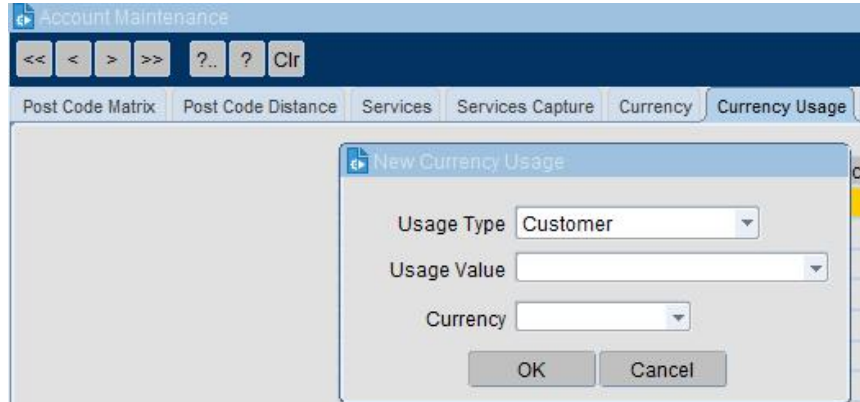 Account Maintenance
<< < > >> ?.. ? Clr
Post Code Matrix Post Code Distance Services Services Capture Currency Currency Usage
New Currency Usage
Usage Type Customer
Usage Value
Currency
OK Cancel